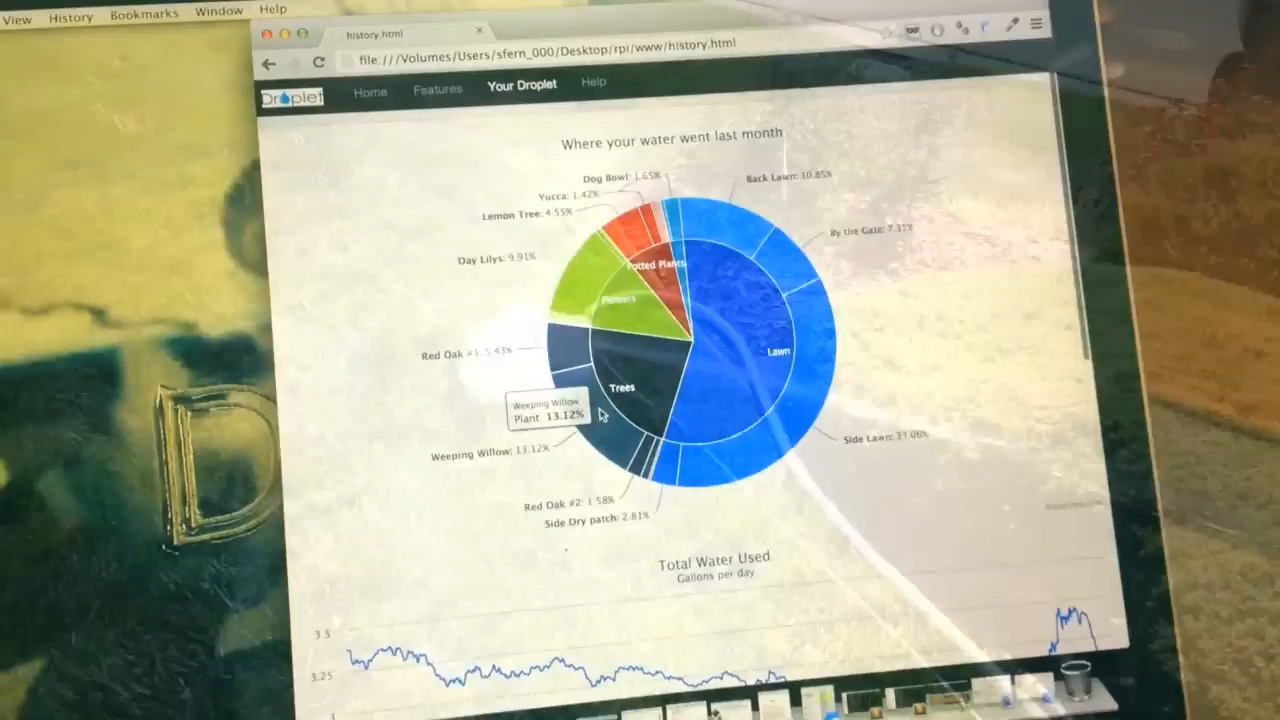 View History Bookmarks Window Help
history.html
file:///Volumes/Users/sfern_000/Desktop/rpi/www/history.html
Droplet Home Features Your Droplet Help
Where your water went last month
Dog Bowl: 1.65%
Back Lawn: 10.85%
Yucca: 1.42%
Lemon Tree: 4.55%
By the Gate: 7.35%
Day Lilys: 9.91%
Potted Plants
Flowers
Lawn
Red Oak #1: 5.43%
Trees
Weeping Willow
Plant 13.12%
Side Lawn:
Weeping Willow: 13.12%
Red Oak #2: 1.58%
Side Dry patch: 2.81%
D
Total Water Used
Gallons per day
3.5
3.25